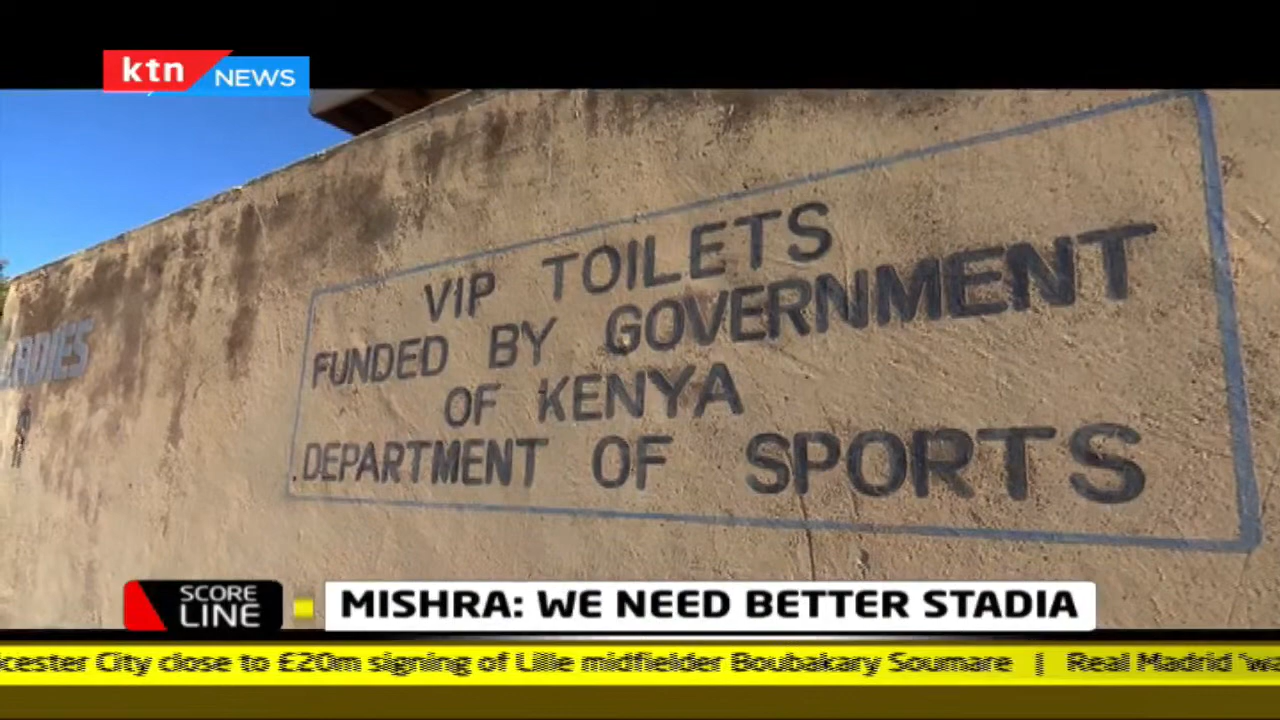 ktn NEWS
VIP TOILETS
FUNDED BY GOVERNMENT
OF KENYA
DEPARTMENT OF SPORTS
SCORE
LINE
MISHRA: WE NEED BETTER STADIA
City close to £20m signing of Lille midfielder Boubakary Soumare | Real Madrid